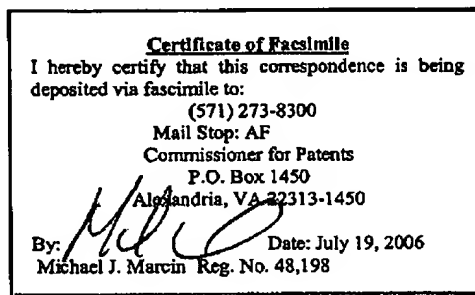 Certificate of Facsimile
I hereby certify that this correspondence is being
deposited via fascimile to:
(571) 273-8300
Mail Stop: AF
Commissioner for Patents
P.O. Box 1450
Alexandria, VA 22313-1450
By: Date: July 19, 2006
Michael J. Marcin Reg. No. 48,198